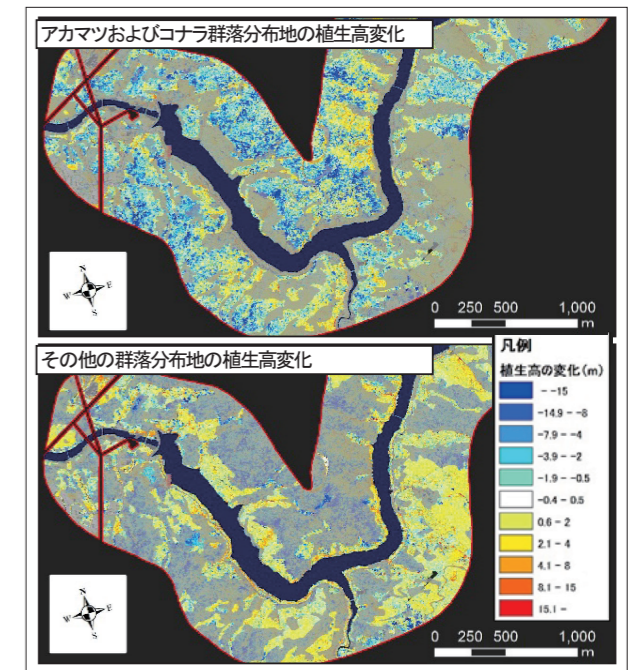 アカマツおよびコナラ群落分布地の植生高変化
N
W E
S
0 250 500 1,000
m
その他の群落分布地の植生高変化
凡例
植生高の変化(m)
- -15
-14.9 - -8
-7.9 - -4
-3.9 - -2
-1.9 - -0.5
-0.4 - 0.5
0.6 - 2
2.1 - 4
4.1 - 8
8.1 - 15
15.1 -
N
W E
S
0 250 500 1,000
m